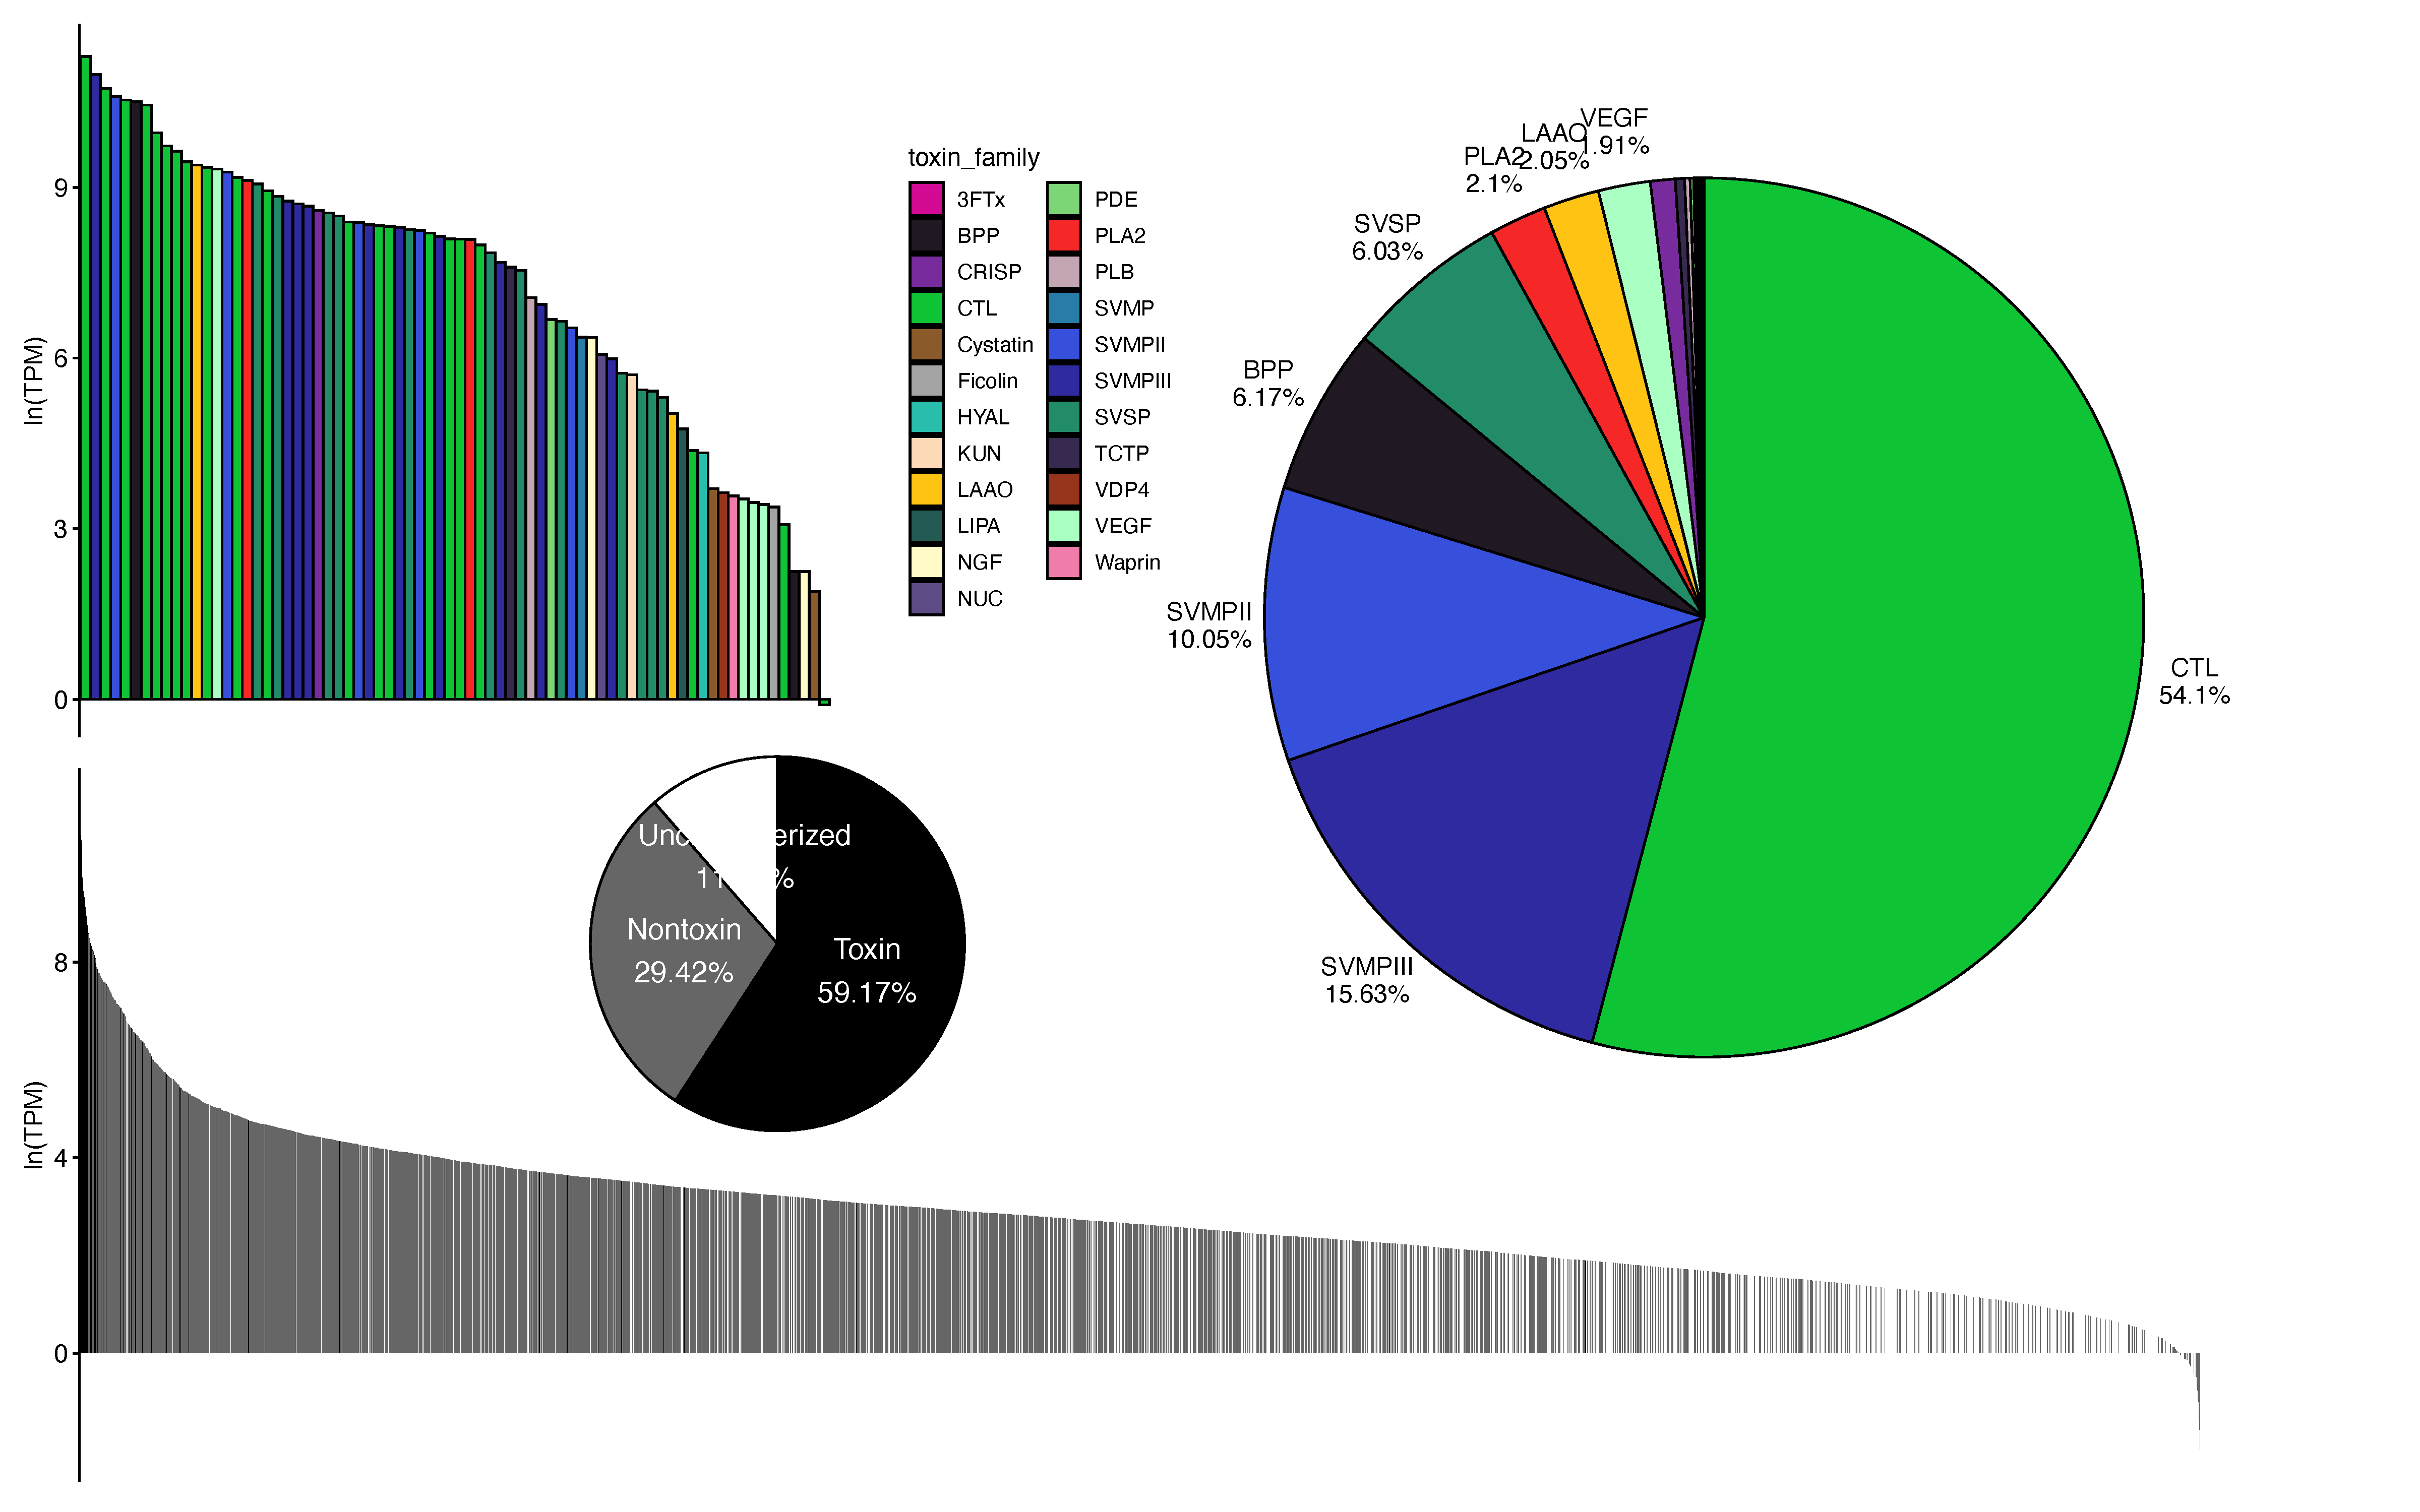 ln(TPM)
9
6
3
0
toxin_family
3FTx
BPP
CRISP
CTL
Cystatin
Ficolin
HYAL
KUN
LAAO
LIPA
NGF
NUC
PDE
PLA2
PLB
SVMP
SVMPII
SVMPIII
SVSP
TCTP
VDP4
VEGF
Waprin
VEGF
1.91%
LAAO
2.05%
PLA2
2.1%
SVSP
6.03%
BPP
6.17%
SVMPII
10.05%
SVMPIII
15.63%
CTL
54.1%
ln(TPM)
8
4
0
Nontoxin
29.42%
Toxin
59.17%